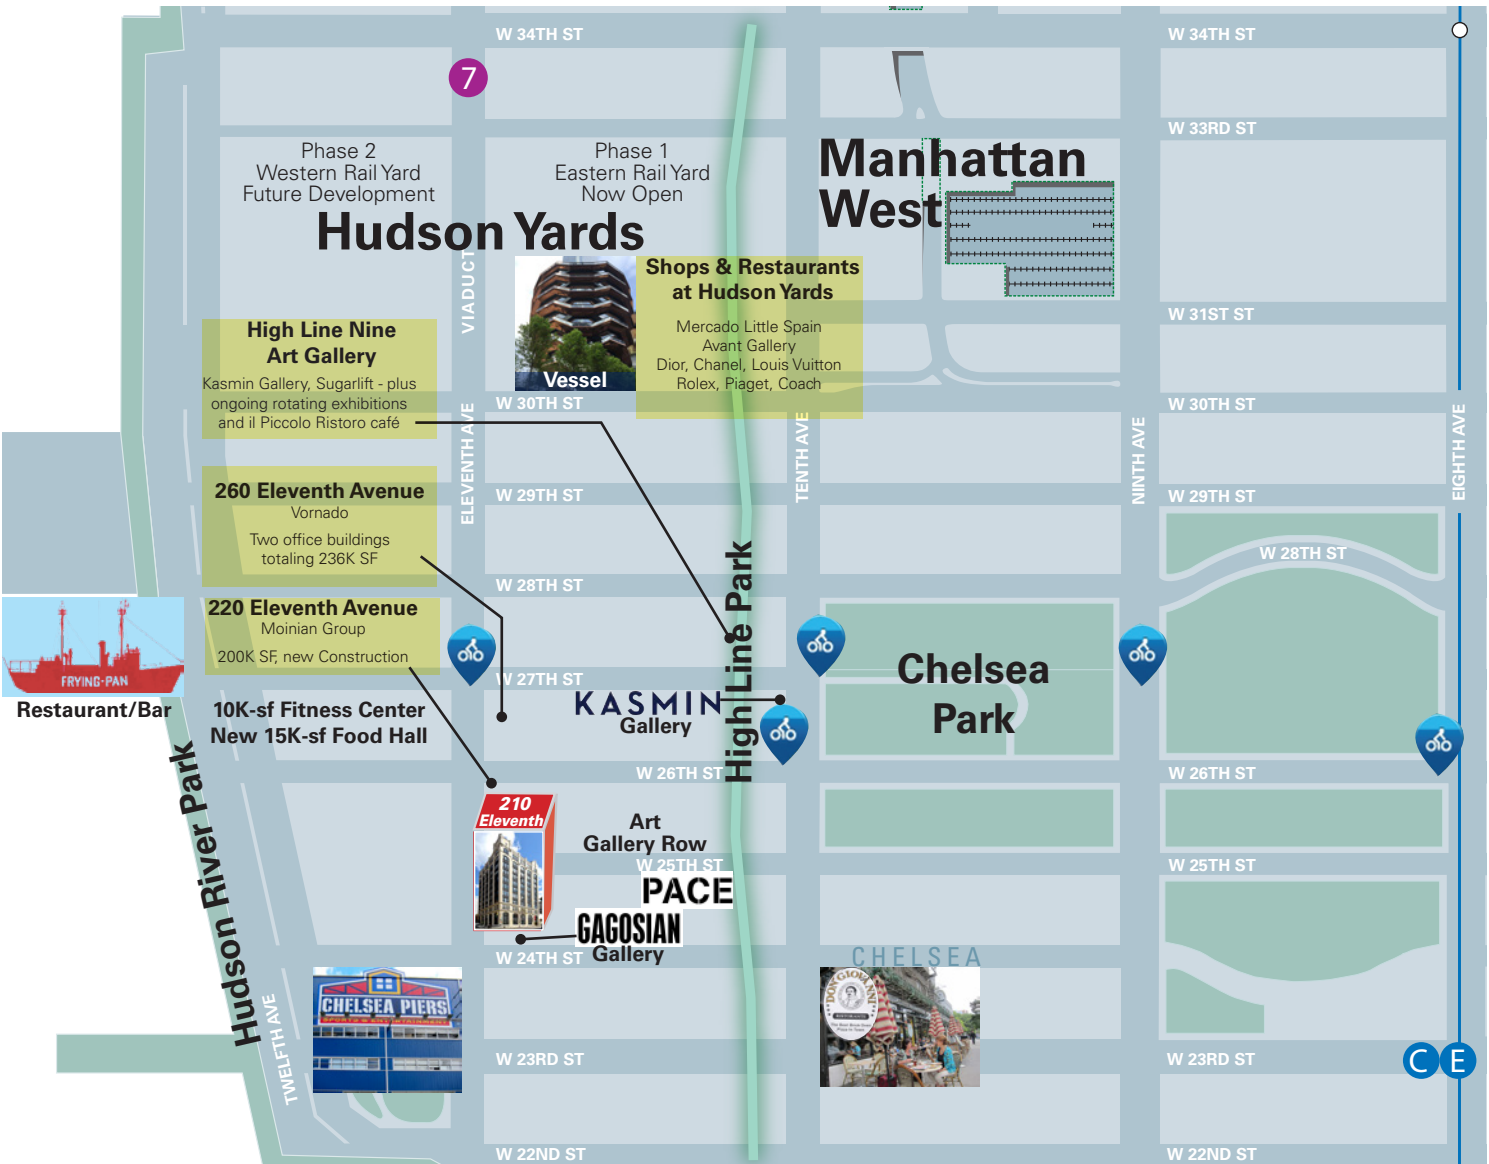 W 34TH ST
W 34TH ST
7
W 33RD ST
Phase 2
Western Rail Yard
Future Development
Phase 1
Eastern Rail Yard
Now Open
Manhattan
West
Hudson Yards
VIADUCT
Vessel
Shops & Restaurants
at Hudson Yards
Mercado Little Spain
Avant Gallery
Dior, Chanel, Louis Vuitton
Rolex, Piaget, Coach
W 31ST ST
High Line Nine
Art Gallery
Kasmin Gallery, Sugarlift - plus
ongoing rotating exhibitions
and il Piccolo Ristoro café
W 30TH ST
W 30TH ST
ELEVENTH AVE
TENTH AVE
NINTH AVE
EIGHTH AVE
260 Eleventh Avenue
Vornado
Two office buildings
totaling 236K SF
W 29TH ST
W 29TH ST
W 28TH ST
W 28TH ST
High Line Park
220 Eleventh Avenue
Moinian Group
200K SF, new Construction
FRYING-PAN
Restaurant/Bar
W 27TH ST
10K-sf Fitness Center
New 15K-sf Food Hall
KASMIN
Gallery
Chelsea
Park
W 26TH ST
W 26TH ST
Hudson River Park
210
Eleventh
Art
Gallery Row
W 25TH ST
W 25TH ST
PACE
GAGOSIAN
Gallery
W 24TH ST
CHELSEA
CHELSEA PIERS
SPORTS & ENTERTAINMENT
DON GIOVANNI
TWELFTH AVE
W 23RD ST
W 23RD ST
C E
W 22ND ST
W 22ND ST